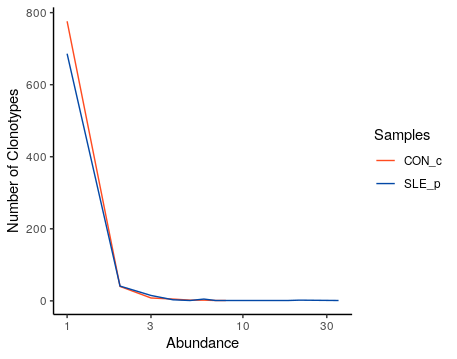 800
600
400
200
0
Number of Clonotypes
1 3 10 30
Abundance
Samples
CON_c
SLE_p